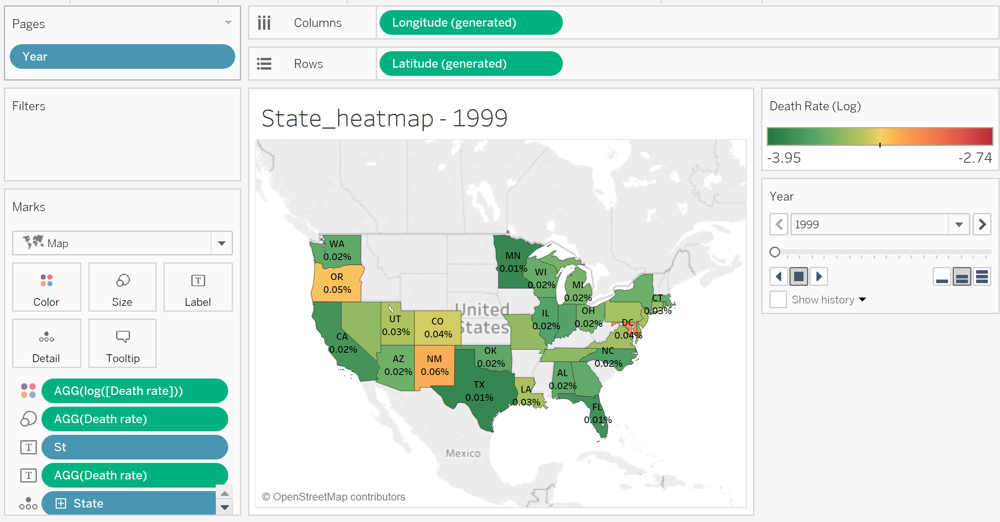 Pages
Year
Filters
Marks
Map
Color
Size
Label
Detail
Tooltip
AGG(log([Death rate]))
AGG(Death rate)
St
AGG(Death rate)
State
Columns
Longitude (generated)
Rows
Latitude (generated)
State_heatmap - 1999
WA
0.02%
OR
0.05%
CA
0.02%
UT
0.03%
CO
0.04%
AZ
0.02%
NM
0.06%
TX
0.01%
OK
0.02%
LA
0.03%
MN
0.01%
WI
0.02%
MI
0.02%
IL
0.02%
OH
0.02%
CT
0.03%
DC
0.04%
NC
0.02%
AL
0.02%
FL
0.01%
United
States
Mexico
© OpenStreetMap contributors
Death Rate (Log)
-3.95
-2.74
Year
1999
Show history